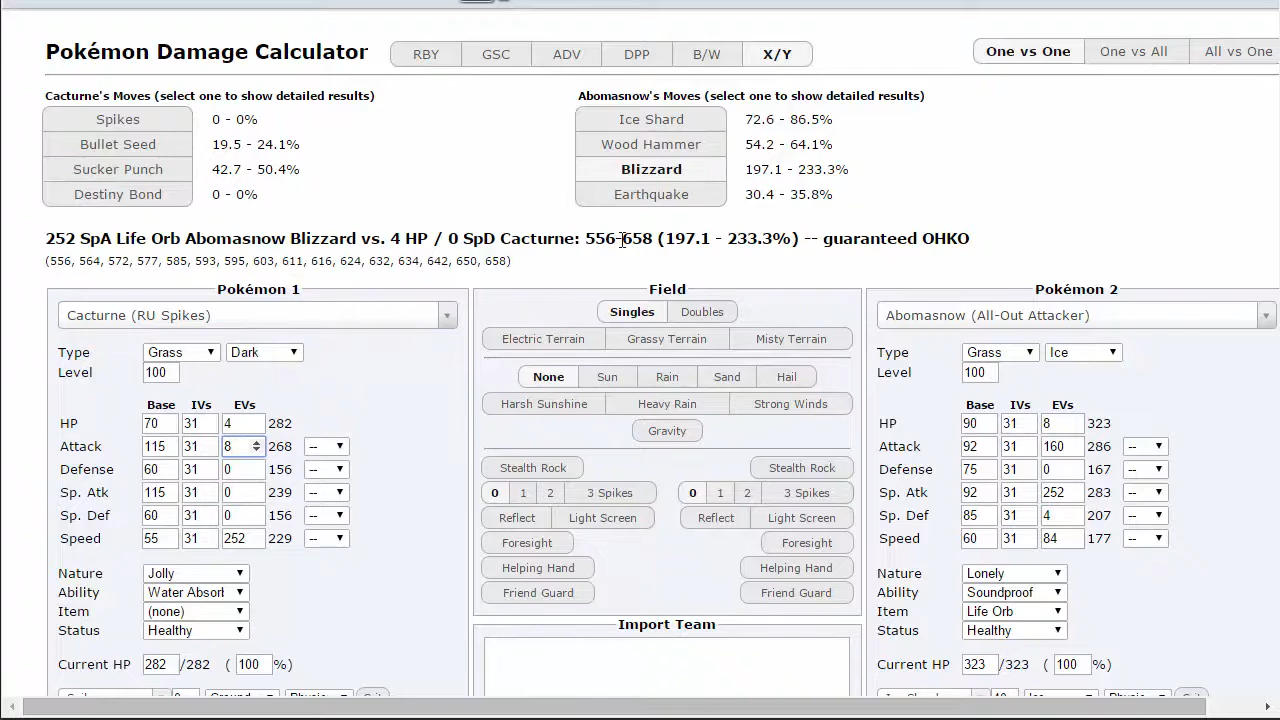 Pokémon Damage Calculator RBY GSC ADV DPP B/W X/Y One vs One One vs All All vs One
Cacturne's Moves (select one to show detailed results) Abomasnow's Moves (select one to show detailed results)
Spikes 0 - 0% Ice Shard 72.6 - 86.5%
Bullet Seed 19.5 - 24.1% Wood Hammer 54.2 - 64.1%
Sucker Punch 42.7 - 50.4% Blizzard 197.1 - 233.3%
Destiny Bond 0 - 0% Earthquake 30.4 - 35.8%
252 SpA Life Orb Abomasnow Blizzard vs. 4 HP / 0 SpD Cacturne: 556-658 (197.1 - 233.3%) -- guaranteed OHKO
(556, 564, 572, 577, 585, 593, 595, 603, 611, 616, 624, 632, 634, 642, 650, 658)
Pokémon 1 Field Pokémon 2
Cacturne (RU Spikes) Singles Doubles Abomasnow (All-Out Attacker)
Electric Terrain Grassy Terrain Misty Terrain
Type Grass Dark Type Grass Ice
Level 100 None Sun Rain Sand Hail Level 100
Base IVs EVs Harsh Sunshine Heavy Rain Strong Winds Base IVs EVs
HP 70 31 4 282 Gravity HP 90 31 8 323
Attack 115 31 8 268 -- Attack 92 31 160 286 --
Defense 60 31 0 156 -- Stealth Rock Stealth Rock Defense 75 31 0 167 --
Sp. Atk 115 31 0 239 -- 0 1 2 3 Spikes 0 1 2 3 Spikes Sp. Atk 92 31 252 283 --
Sp. Def 60 31 0 156 -- Reflect Light Screen Reflect Light Screen Sp. Def 85 31 4 207 --
Speed 55 31 252 229 -- Foresight Foresight Speed 60 31 84 177 --
Nature Jolly Helping Hand Helping Hand Nature Lonely
Ability Water Absorb Friend Guard Friend Guard Ability Soundproof
Item (none) Item Life Orb
Status Healthy Import Team Status Healthy
Current HP 282 /282 ( 100 %) Current HP 323 /323 ( 100 %)